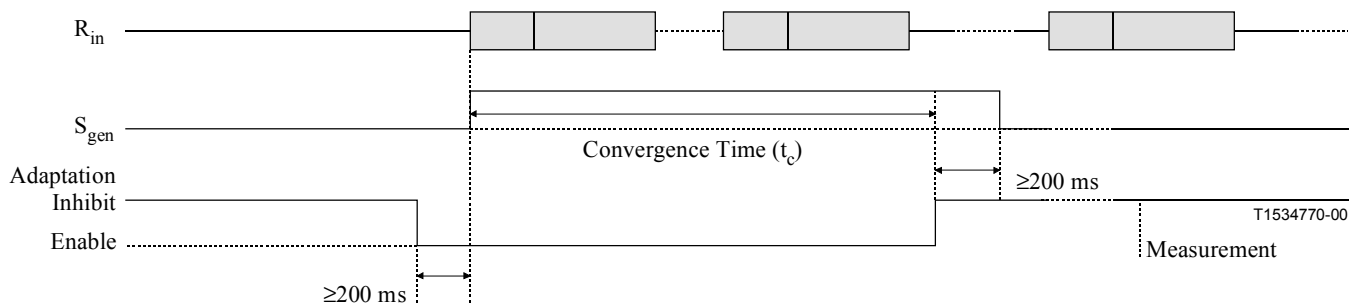 R_in
S_gen
Convergence Time (t_c)
Adaptation
Inhibit
≥200 ms
T1534770-00
Enable
Measurement
≥200 ms